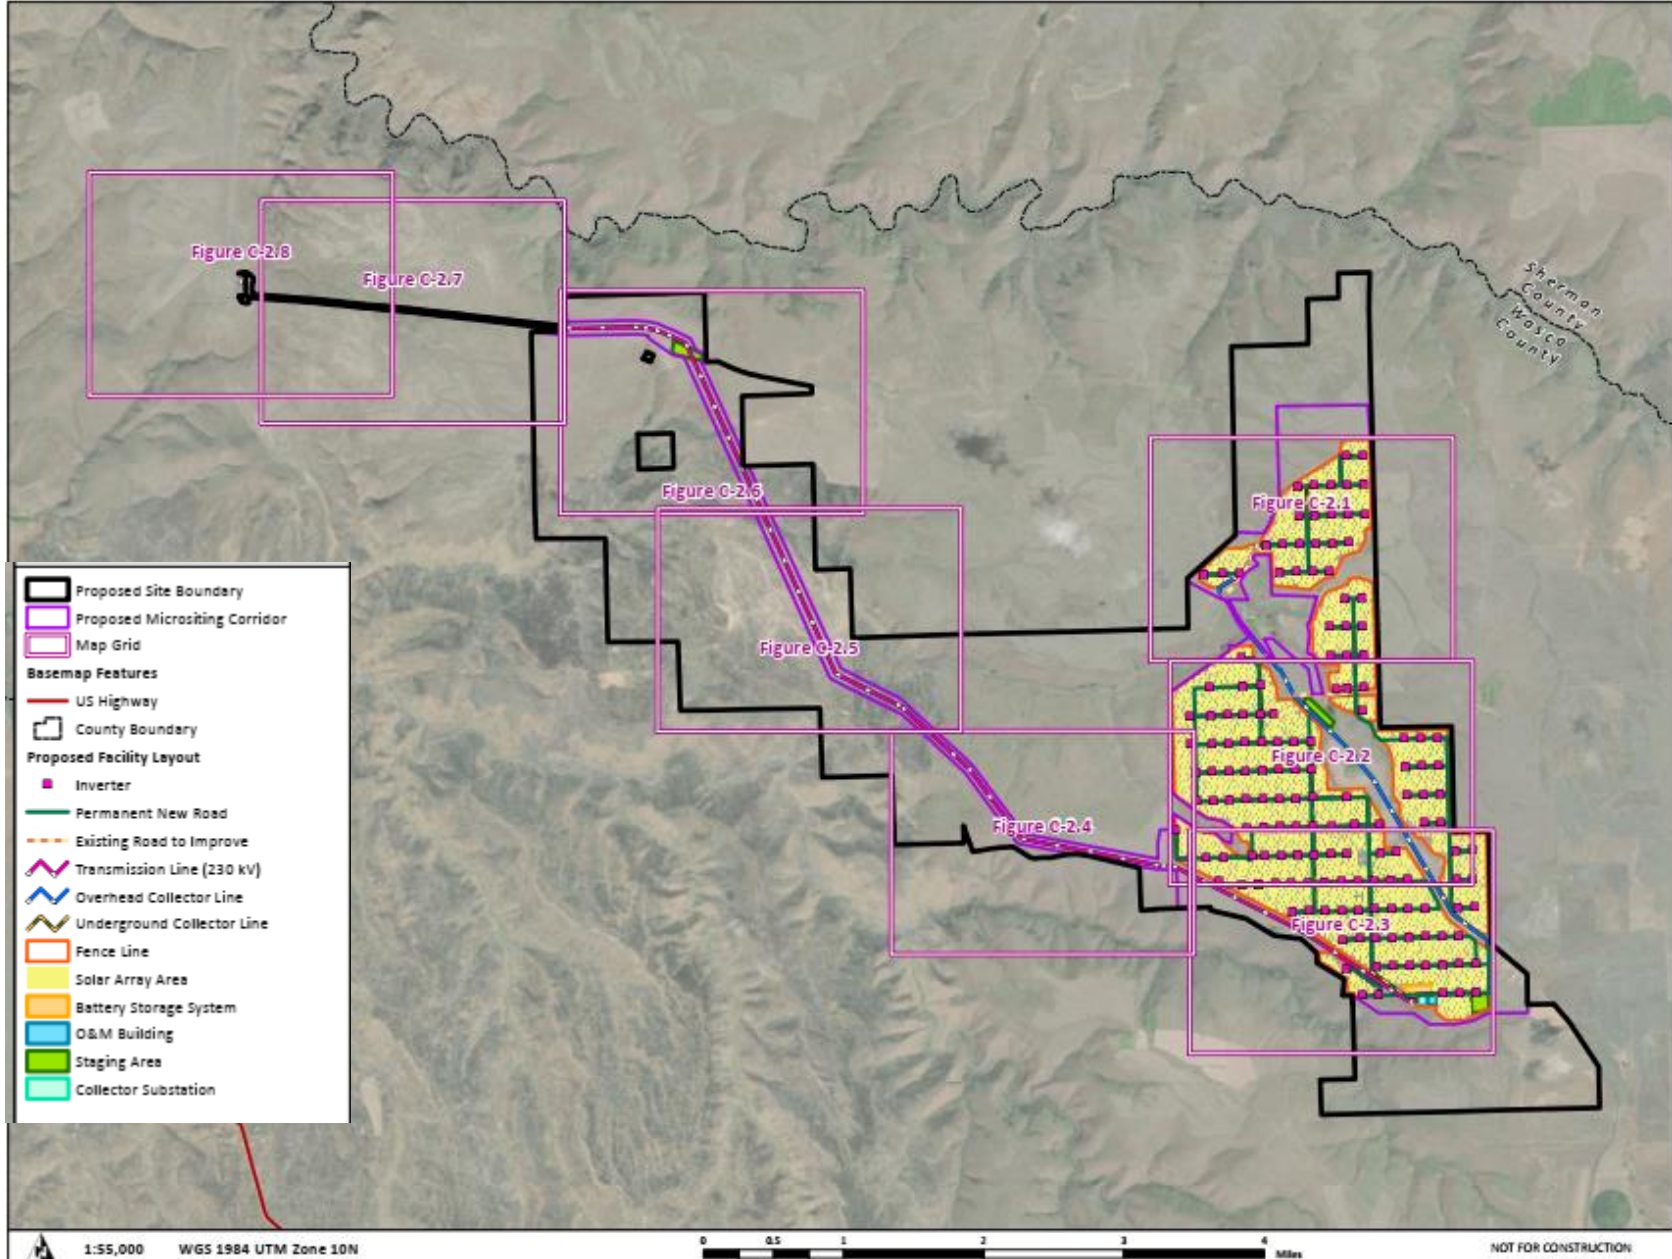 Sherman
County
Wasco
County
Figure C-2.8
Figure C-2.7
Figure C-2.6
Figure C-2.1
Figure C-2.5
Figure C-2.2
Figure C-2.4
Figure C-2.3
Proposed Site Boundary
Proposed Micrositing Corridor
Map Grid
Basemap Features
US Highway
County Boundary
Proposed Facility Layout
Inverter
Permanent New Road
Existing Road to Improve
Transmission Line (230 kV)
Overhead Collector Line
Underground Collector Line
Fence Line
Solar Array Area
Battery Storage System
O&M Building
Staging Area
Collector Substation
N 1:55,000 WGS 1984 UTM Zone 10N
0 0.5 1 2 3 4
Miles
NOT FOR CONSTRUCTION